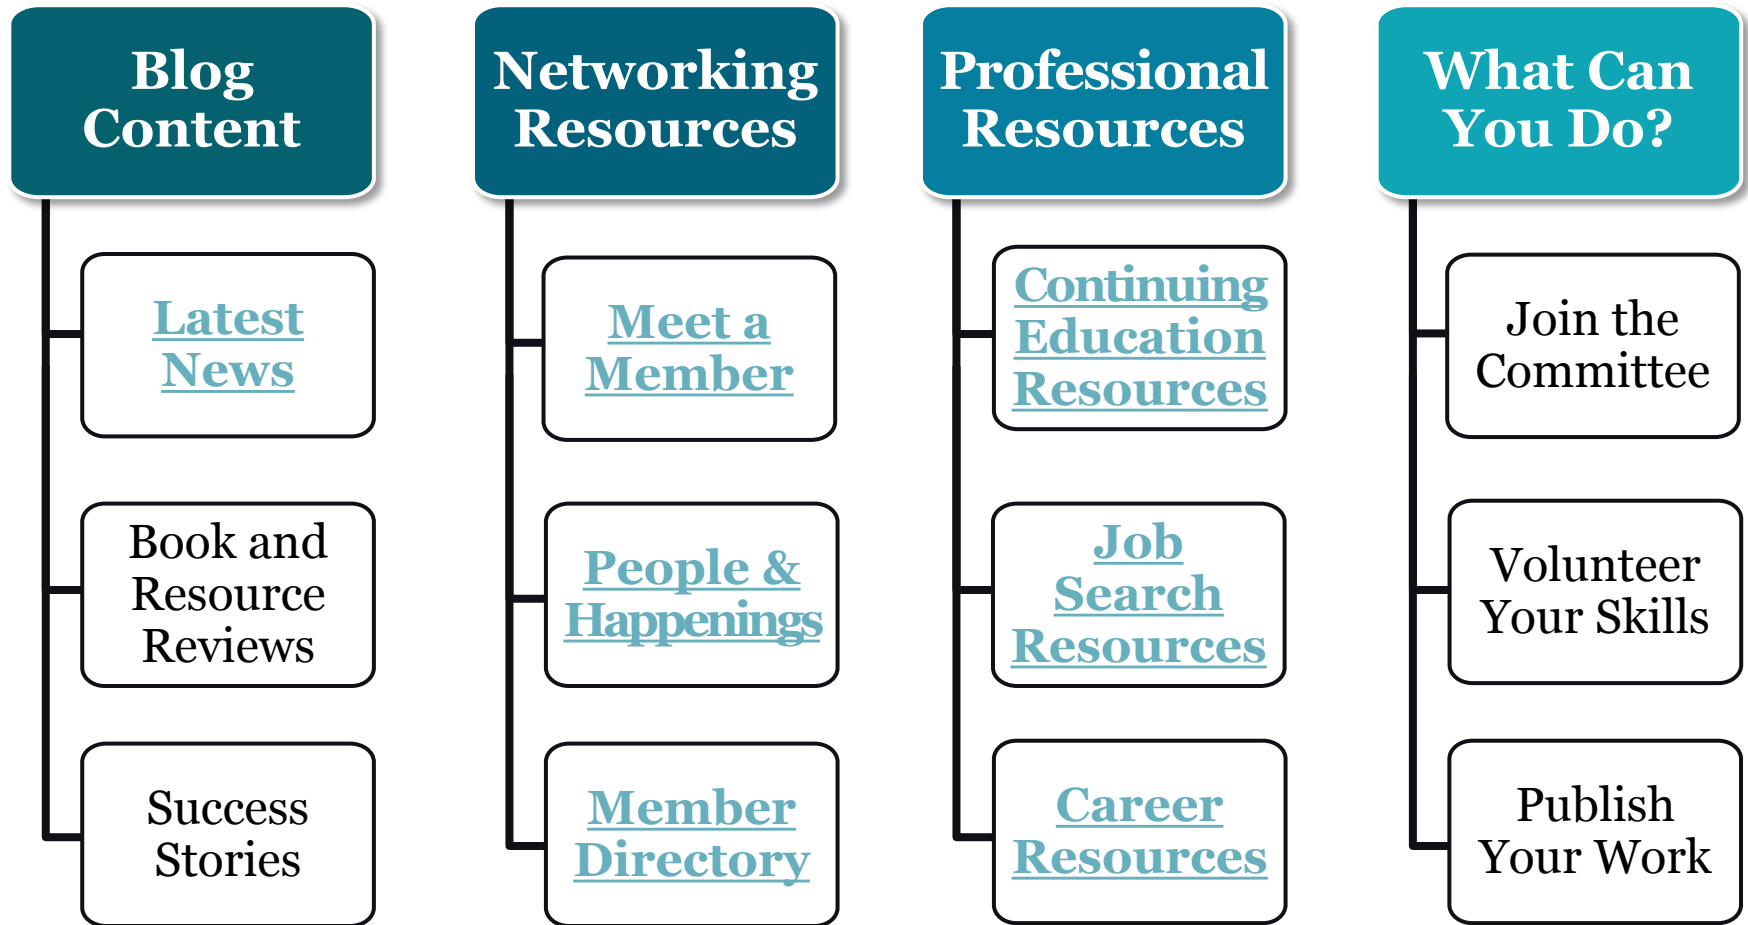 Blog
Content
Latest
News
Book and
Resource
Reviews
Success
Stories
Networking
Resources
Meet a
Member
People &
Happenings
Member
Directory
Professional
Resources
Continuing
Education
Resources
Job
Search
Resources
Career
Resources
What Can
You Do?
Join the
Committee
Volunteer
Your Skills
Publish
Your Work